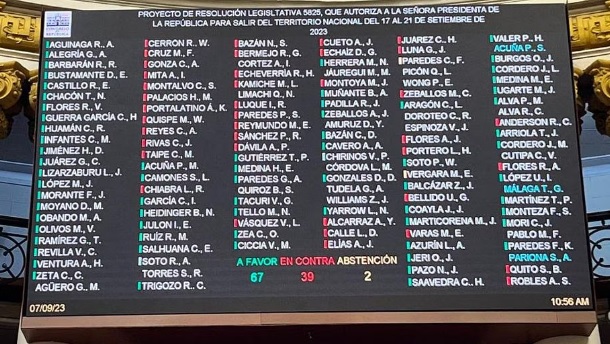 PROYECTO DE RESOLUCIÓN LEGISLTATIVA 5825, QUE AUTORIZA A LA SEÑORA PRESIDENTA DE
LA REPÚBLICA PARA SALIR DEL TERRITORIO NACIONAL DEL 17 AL 21 DE SETIEMBRE DE
2023
AGUINAGA R., A.
ALEGRÍA G., A.
BARBARÁN R., R.
BUSTAMANTE D., E.
CASTILLO R., E.
CHACÓN T., N.
FLORES R., V.
GUERRA GARCÍA C., H
HUAMÁN C., R.
INFANTES C., M.
JIMÉNEZ H., D.
JUÁREZ G., C.
LIZARZABURU L., J.
LÓPEZ M., J.
MORANTE F., J
MOYANO D., M.
OBANDO M., A.
OLIVOS M., V.
RAMÍREZ G., T.
REVILLA V., C.
VENTURA A., H.
ZETA C., C.
AGÜERO G., M.
CERRON R., W.
CRUZ M., F.
GONZA C., A.
MITA A., I.
MONTALVO C., S.
PALACIOS H., M.
PORTALATINO Á., K.
QUISPE M., W.
REYES C., A.
RIVAS C., J.
TAIPE C., M.
ACUÑA P., M.
CAMONES S., L.
CHIABRA L., R.
GARCÍA C., I.
HEIDINGER B., N.
JULON I., E.
RUÍZ R., M.
SALHUANA C., E.
SOTO R., A.
TORRES S., R.
TRIGOZO R., C.
BAZÁN N., S.
BERMEJO R., G.
CORTEZ A., I.
ECHEVERRÍA R., H.
KAMICHE M., L.
LIMACHI Q., N.
LUQUE I., R.
PAREDES P., S.
REYMUNDO M., E.
SÁNCHEZ P., R.
DÁVILA A., P.
GUTIÉRREZ T., P.
MEDINA H., E.
PAREDES G., A.
QUIROZ B., S.
TACURI V., G.
TELLO M., N.
VÁSQUEZ V., L.
ZEA C., O.
CICCIA V., M.
CUETO A., J.
ECHAÍZ D., G.
HERRERA M., N
JÁUREGUI M., M.
MONTOYA M., J
MUÑANTE B., A
PADILLA R., J
ZEBALLOS A., J
AMURUZ D., Y
BAZÁN C., D
CAVERO A., A
CHIRINOS V., P
CÓRDOVA L., M
GONZALES D., D
TUDELA G., A
WILLIAMS Z., J
YARROW L., N
ALCARRAZ A., Y
CALLE L., D
ELÍAS A., J
JUAREZ C., H
LUNA G., J.
PAREDES C., F
PICÓN Q., L
WONG P., E
ZEBALLOS M., C
ARAGÓN C., L
DOROTEO C., R
ESPINOZA V., J
FLORES A., J
PORTERO L., H
SOTO P., W
VERGARA M., E
BALCÁZAR Z., J
BELLIDO U., G
COAYLA J., J
MARTICORENA M., J
VARAS M., E
AZURÍN L., A
JERI O., J
PAZO N., J
SAAVEDRA C., H
VALER P., H
ACUÑA P., S
BURGOS O., J
CORDERO J., L
MEDINA M., E
UGARTE M., J
ALVA P., M
ALVA R., C
ANDERSON R., C
ARRIOLA T., J
CORDERO J., M
CUTIPA C., V
FLORES R., A
LÓPEZ U., I.
MÁLAGA T., G
MARTÍNEZ T., P
MONTEZA F., S
MORI C., J
PABLO M., F
PAREDES F., K
PARIONA S., A
QUITO S., B
ROBLES A., S
A FAVOR EN CONTRA ABSTENCIÓN
67 39 2
07/09/23 10:56 AM